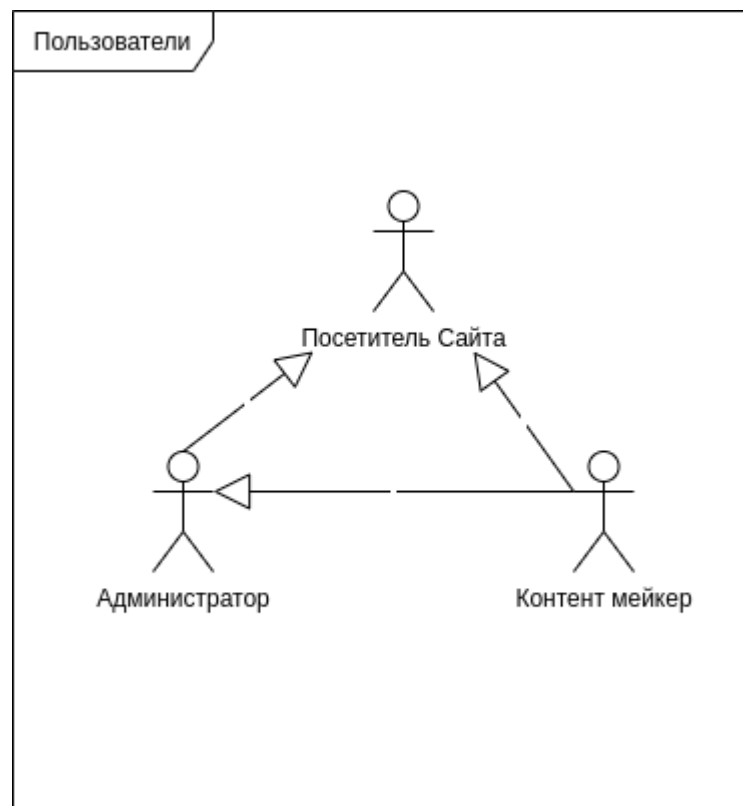 Пользователи
Посетитель Сайта
Администратор
Контент мейкер